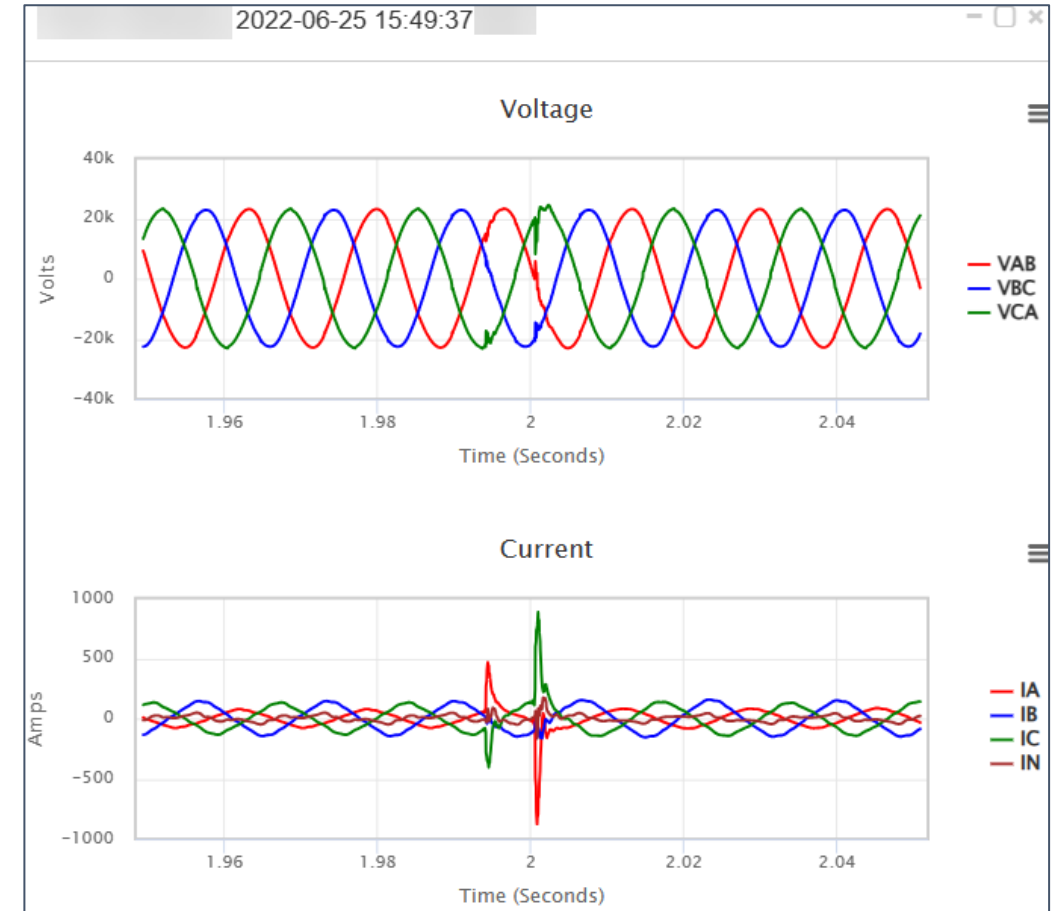 2022-06-25 15:49:37
Voltage
40k
20k
0
−20k
−40k
Volts
1.96
1.98
2
2.02
2.04
Time (Seconds)
VAB
VBC
VCA
Current
1000
500
0
−500
−1000
Amps
1.96
1.98
2
2.02
2.04
Time (Seconds)
IA
IB
IC
IN